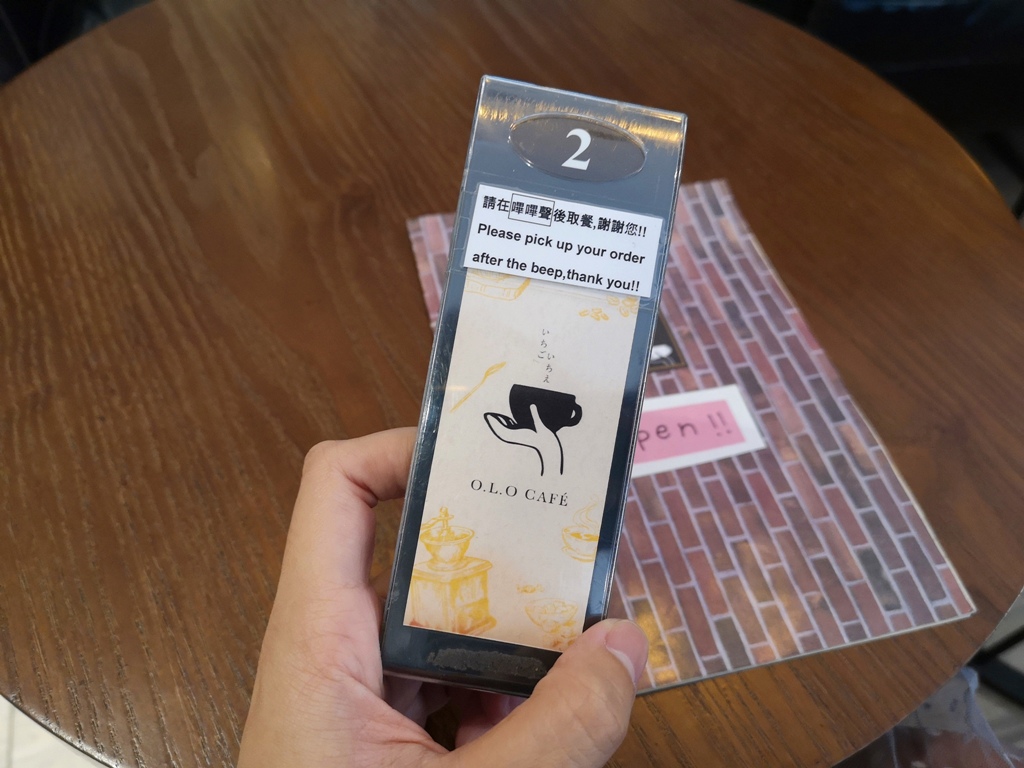 2
請在嗶嗶聲後取餐,謝謝您!!
Please pick up your order
after the beep,thank you!!
いちご
いちえ
O.L.O CAFÉ
pen !!